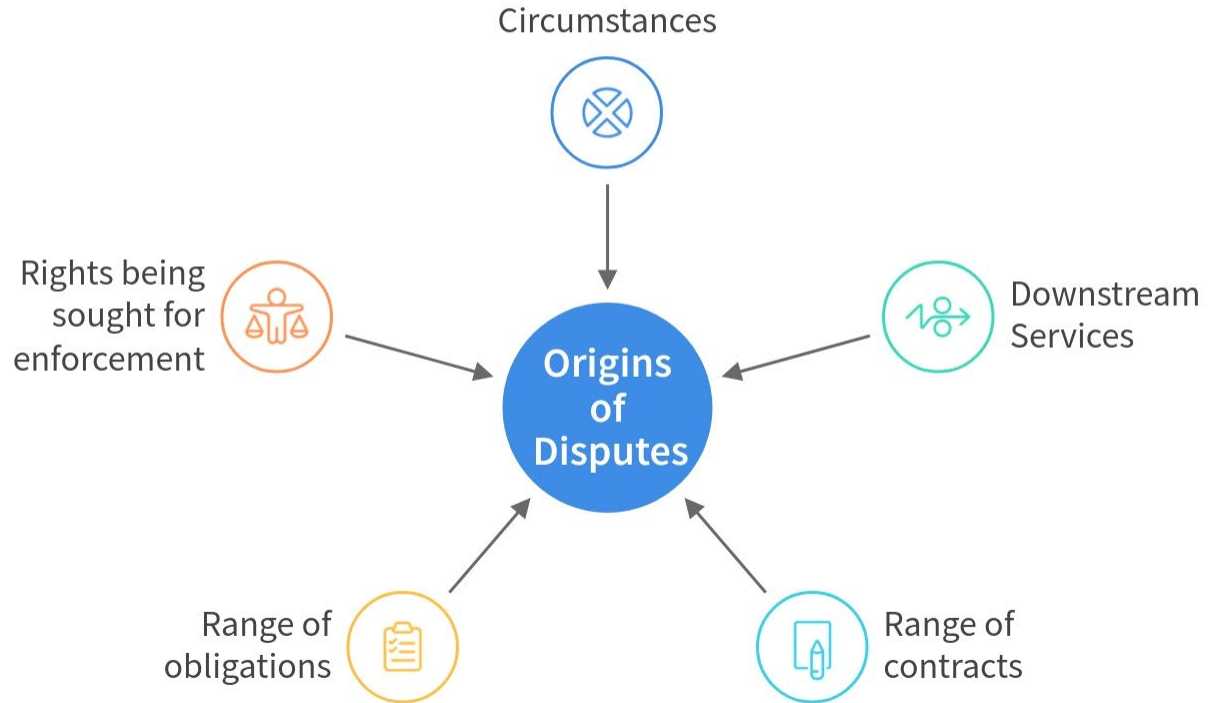 Circumstances
Rights being
sought for
enforcement
Downstream
Services
Origins
of
Disputes
Range of
obligations
Range of
contracts